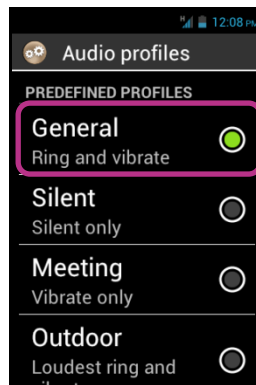 12:08 PM
Audio profiles
PREDEFINED PROFILES
General
Ring and vibrate
Silent
Silent only
Meeting
Vibrate only
Outdoor
Loudest ring and